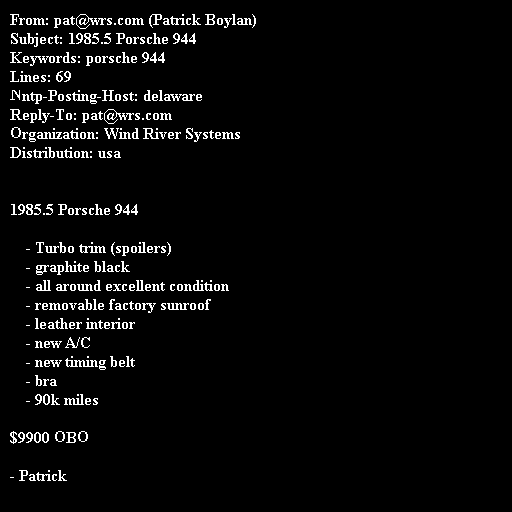 From: pat@wrs.com (Patrick Boylan)
Subject: 1985.5 Porsche 944
Keywords: porsche 944
Lines: 69
Nntp-Posting-Host: delaware
Reply-To: pat@wrs.com
Organization: Wind River Systems
Distribution: usa

1985.5 Porsche 944

- Turbo trim (spoilers)
- graphite black
- all around excellent condition
- removable factory sunroof
- leather interior
- new A/C
- new timing belt
- bra
- 90k miles

$9900 OBO

- Patrick